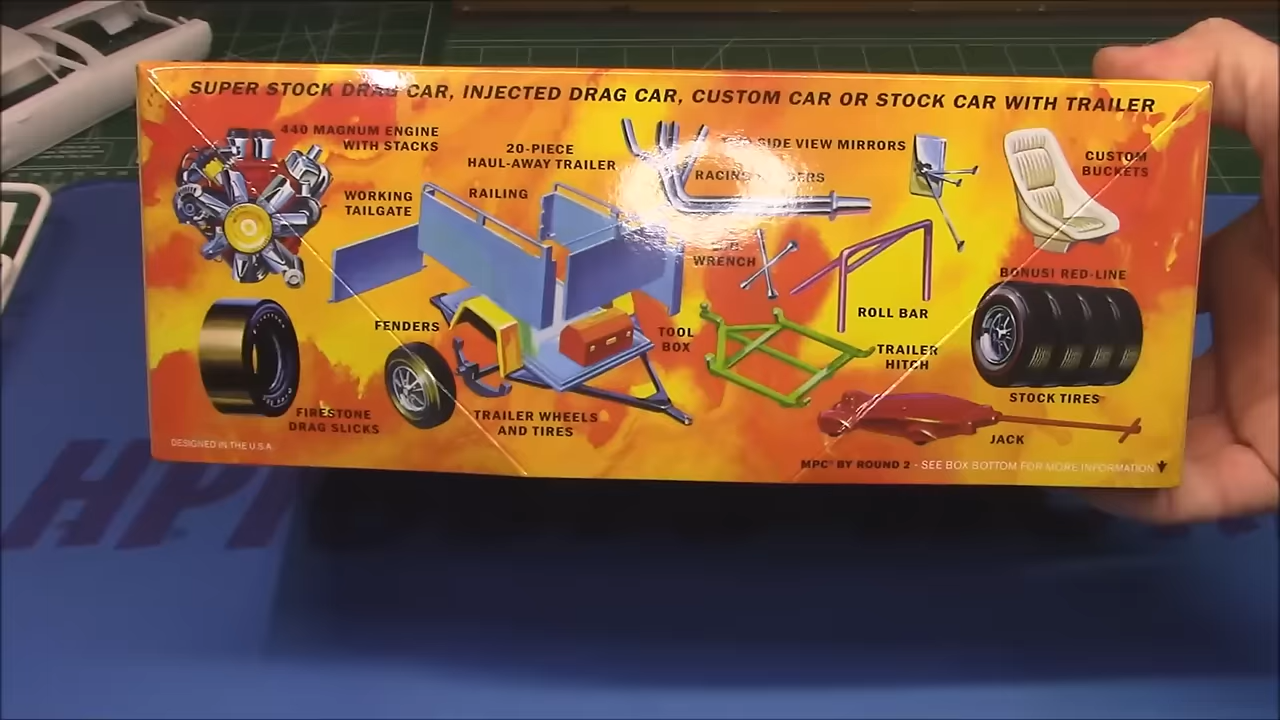 SUPER STOCK DRAG CAR, INJECTED DRAG CAR, CUSTOM CAR OR STOCK CAR WITH TRAILER
440 MAGNUM ENGINE
WITH STACKS
20-PIECE
HAUL-AWAY TRAILER
SIDE VIEW MIRRORS
CUSTOM
BUCKETS
WORKING
TAILGATE
RAILING
RACING
WRENCH
BONUS! RED-LINE
ROLL BAR
FENDERS
TOOL
BOX
TRAILER
HITCH
STOCK TIRES
FIRESTONE
DRAG SLICKS
TRAILER WHEELS
AND TIRES
JACK
DESIGNED IN THE U.S.A.
MPC® BY ROUND 2 - SEE BOX BOTTOM FOR MORE INFORMATION